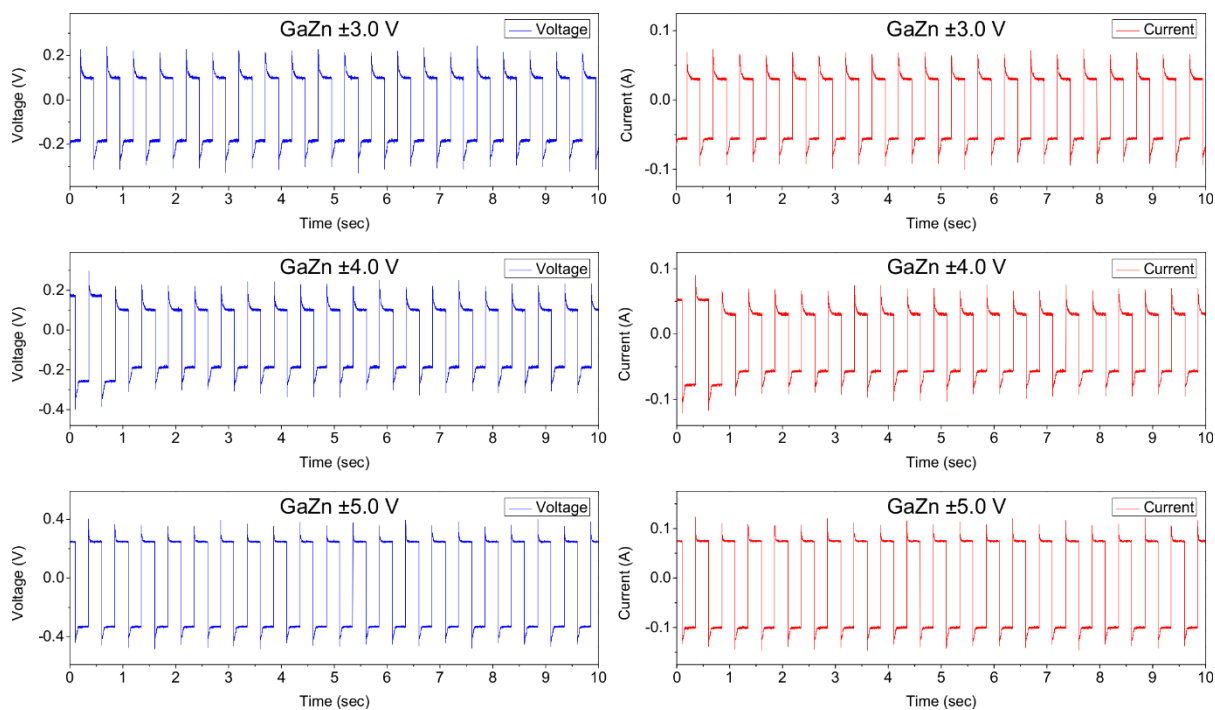 GaZn ±3.0 V
Voltage
Voltage (V)
0.2
0.0
-0.2
0 1 2 3 4 5 6 7 8 9 10
Time (sec)
GaZn ±3.0 V
Current
Current (A)
0.1
0.0
-0.1
0 1 2 3 4 5 6 7 8 9 10
Time (sec)
GaZn ±4.0 V
Voltage
Voltage (V)
0.2
0.0
-0.2
-0.4
0 1 2 3 4 5 6 7 8 9 10
Time (sec)
GaZn ±4.0 V
Current
Current (A)
0.1
0.0
-0.1
0 1 2 3 4 5 6 7 8 9 10
Time (sec)
GaZn ±5.0 V
Voltage
Voltage (V)
0.4
0.0
-0.4
0 1 2 3 4 5 6 7 8 9 10
Time (sec)
GaZn ±5.0 V
Current
Current (A)
0.1
0.0
-0.1
0 1 2 3 4 5 6 7 8 9 10
Time (sec)